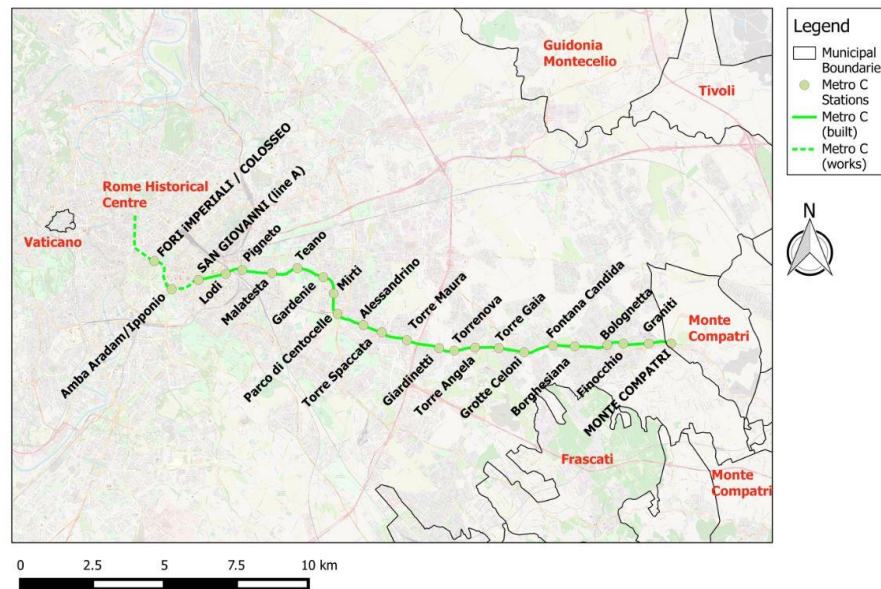 Guidonia
Montecelio
Tivoli
Rome Historical
Centre
Vaticano
FORI iMPERIALI / COLOSSEO
Amba Aradam/Ipponio
SAN GIOVANNI (line A)
Lodi
Pigneto
Malatesta
Teano
Gardenie
Mirti
Parco di Centocelle
Alessandrino
Torre Spaccata
Torre Maura
Giardinetti
Torrenova
Torre Angela
Torre Gaia
Grotte Celoni
Fontana Candida
Borghesiana
Bolognetta
Finocchio
Graniti
MONTE COMPATRI
Monte
Compatri
Frascati
Monte
Compatri
Legend
Municipal
Boundaries
Metro C
Stations
Metro C
(built)
Metro C
(works)
N
0 2.5 5 7.5 10 km